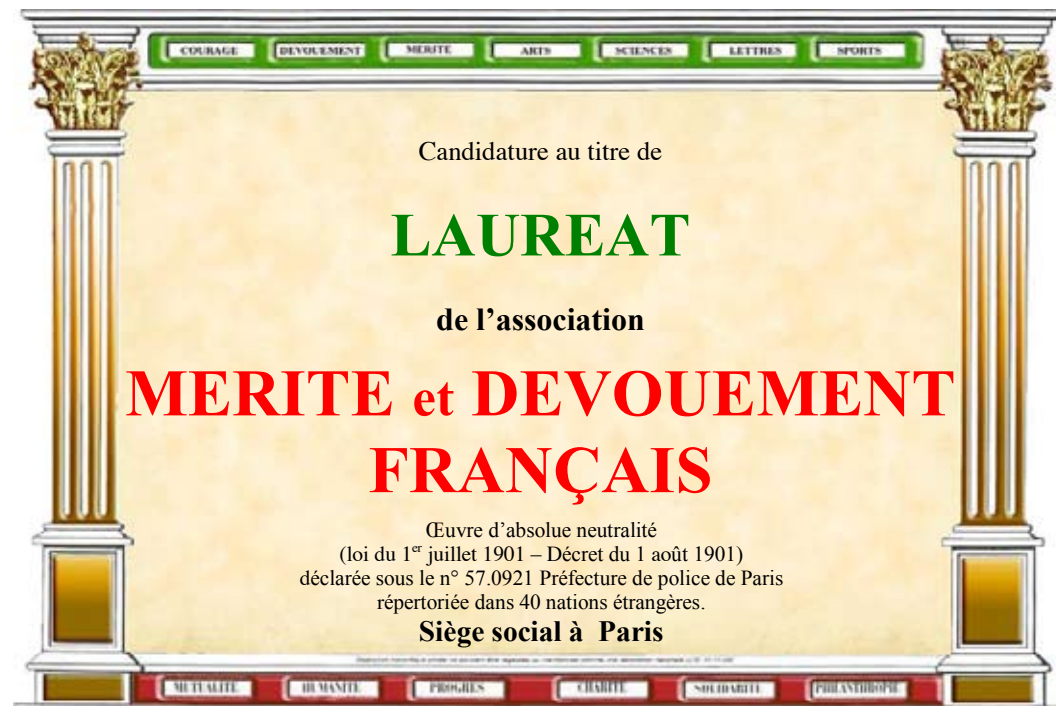 COURAGE DEVOUEMENT MERITE ARTS SCIENCES LETTRES SPORTS
Candidature au titre de
LAUREAT
de l’association
MERITE et DEVOUEMENT
FRANÇAIS
Œuvre d’absolue neutralité
(loi du 1er juillet 1901 – Décret du 1 août 1901)
déclarée sous le n° 57.0921 Préfecture de police de Paris
répertoriée dans 40 nations étrangères.
Siège social à Paris
MUTUALITE HUMANITE PROGRES CHARITE SOLIDARITE PHILANTHROPIE